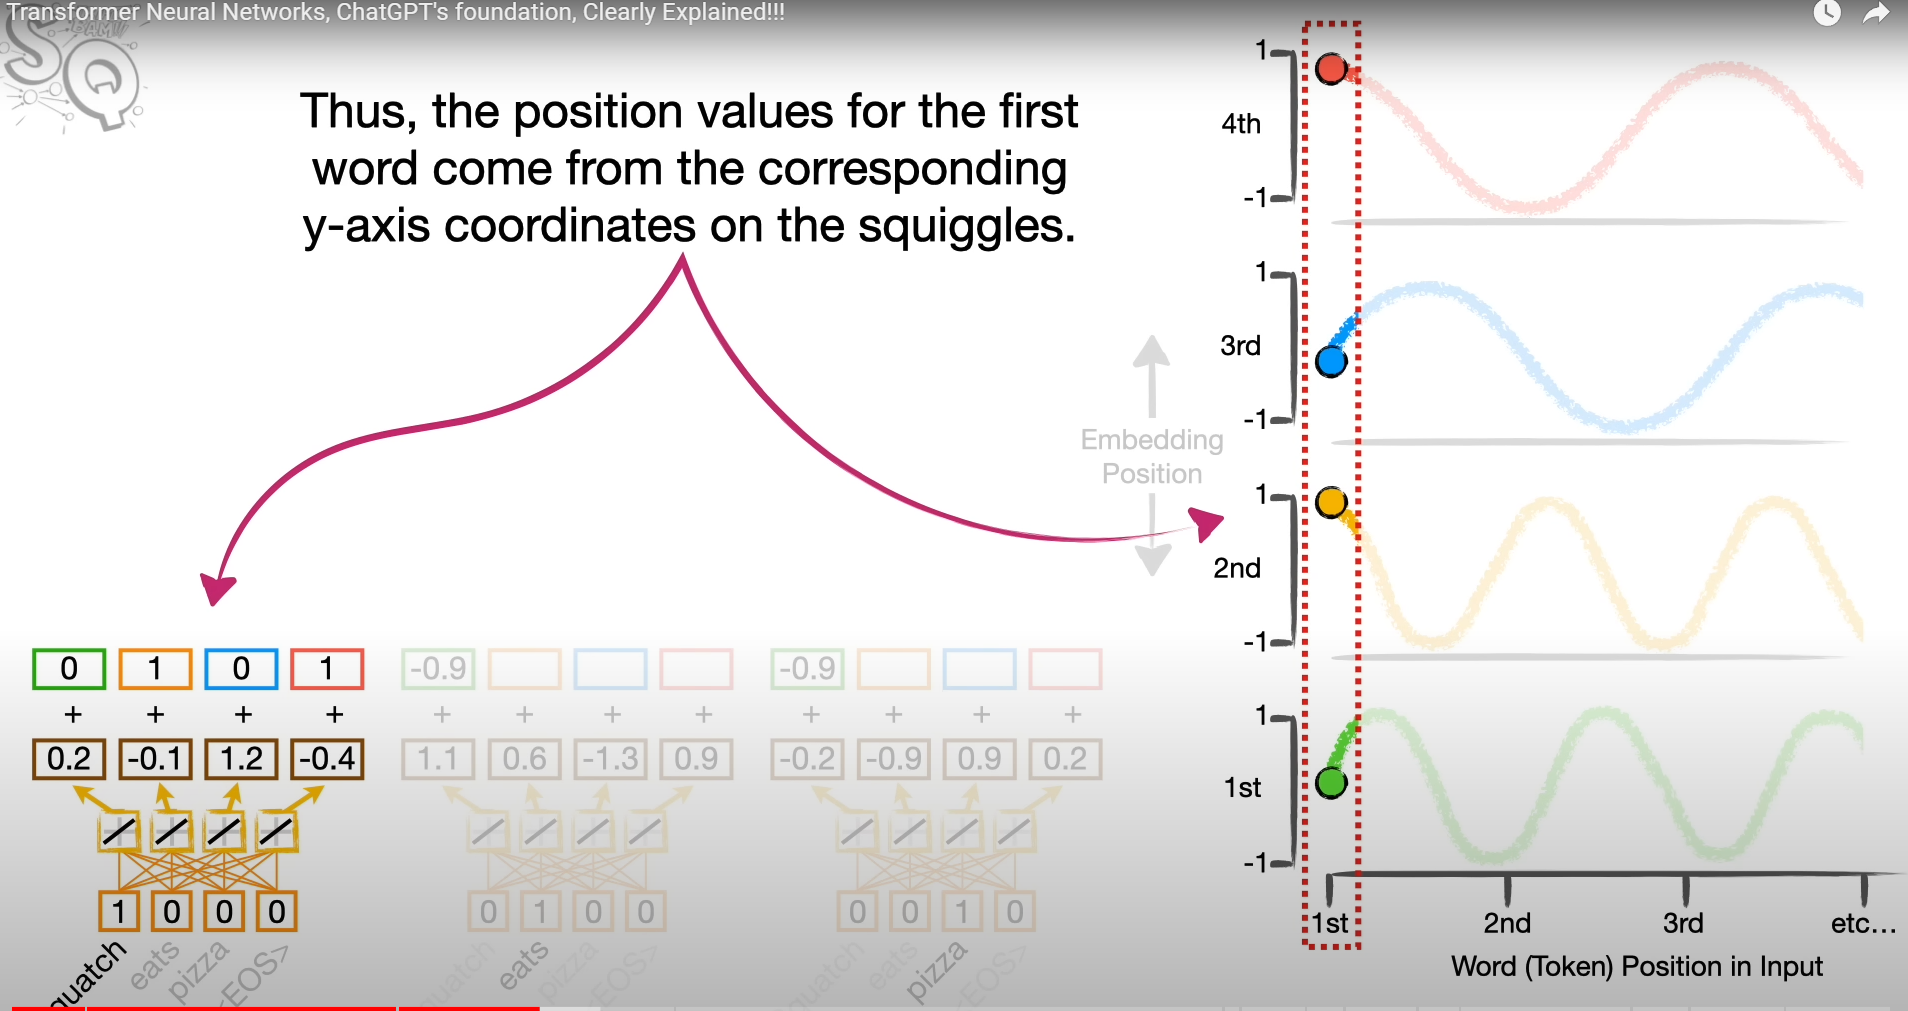 Transformer Neural Networks, ChatGPT's foundation, Clearly Explained!!!
BAM!!
SQ
Thus, the position values for the first
word come from the corresponding
y-axis coordinates on the squiggles.
1
4th
-1
1
3rd
-1
Embedding
Position
1
2nd
-1
1
1st
-1
1st 2nd 3rd etc...
Word (Token) Position in Input
0 1 0 1 -0.9 -0.9
+ + + + + + + + + + + +
0.2 -0.1 1.2 -0.4 1.1 0.6 -1.3 0.9 -0.2 -0.9 0.9 0.2
1 0 0 0 0 1 0 0 0 0 1 0
quatch eats pizza <EOS> quatch eats pizza <EOS> quatch eats pizza <EOS>